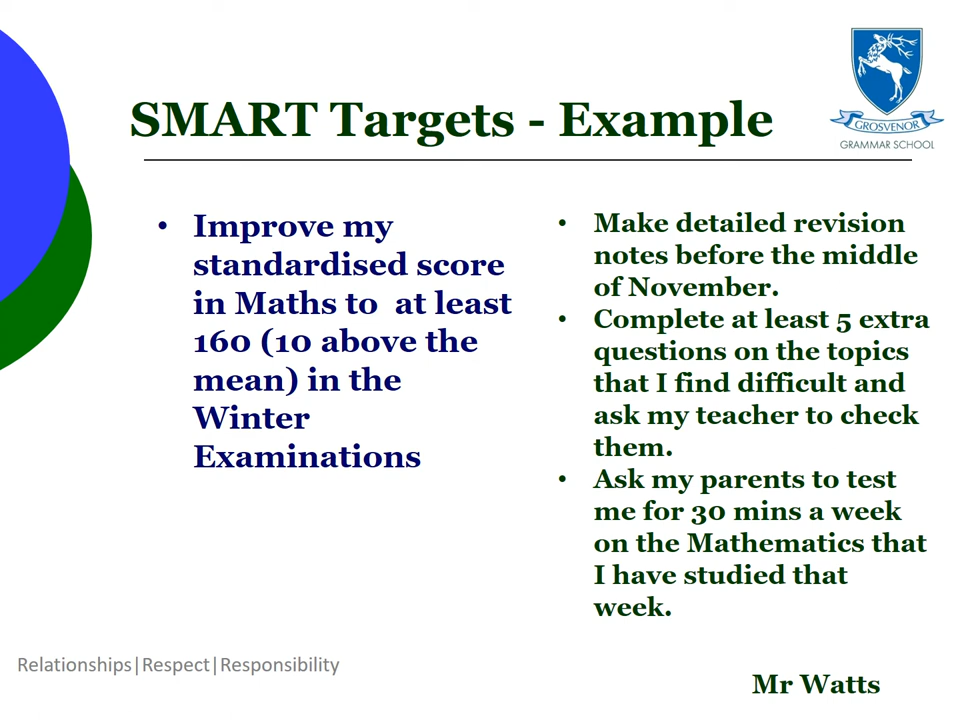 SMART Targets - Example
GROSVENOR
GRAMMAR SCHOOL
• Improve my
standardised score
in Maths to  at least
160 (10 above the
mean) in the
Winter
Examinations
• Make detailed revision
notes before the middle
of November.
• Complete at least 5 extra
questions on the topics
that I find difficult and
ask my teacher to check
them.
• Ask my parents to test
me for 30 mins a week
on the Mathematics that
I have studied that
week.
Relationships|Respect|Responsibility
Mr Watts